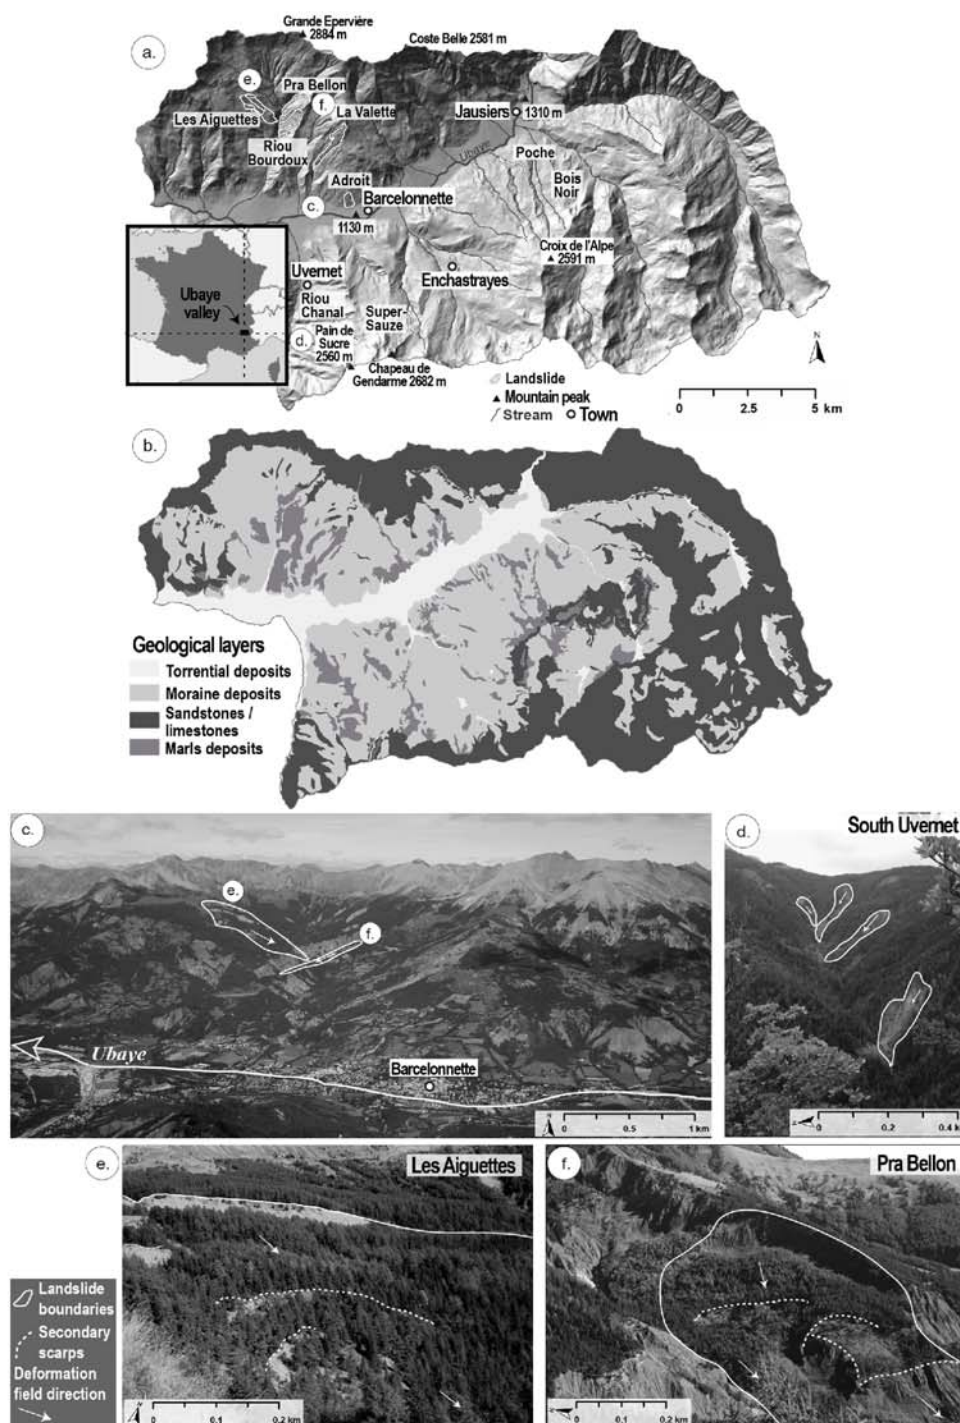 a.
Grande Epervière
2884 m
Coste Belle 2581 m
e.
Pra Bellon
f.
La Valette
Les Aiguettes
Riou
Bourdoux
Jausiers
1310 m
Ubaye
Poche
Bois
Noir
Adroit
c.
Barcelonnette
1130 m
Croix de l'Alpe
2591 m
Uvernet
Enchastrayes
Riou
Chanal
Super-
Sauze
Ubaye
valley
d.
Pain de
Sucre
2560 m
Chapeau de
Gendarme 2682 m
N
Landslide
Mountain peak
Stream
Town
0 2.5 5 km
b.
Geological layers
Torrential deposits
Moraine deposits
Sandstones /
limestones
Marls deposits
c.
e.
f.
Ubaye
Barcelonnette
0 0.5 1 km
d.
South Uvernet
0 0.2 0.4 k
e.
Les Aiguettes
0 0.1 0.2 km
f.
Pra Bellon
0 0.1 0.2 km
Landslide
boundaries
Secondary
scarps
Deformation
field direction